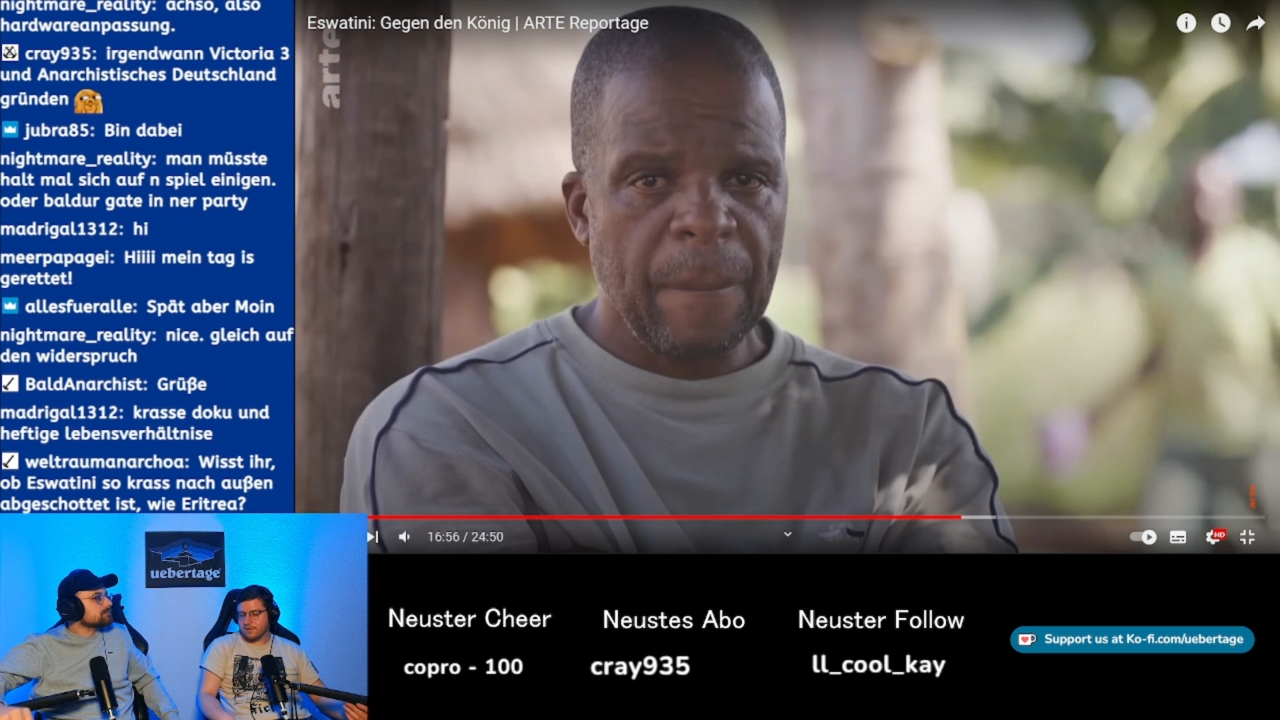 nightmare_reality: achso, also
hardwareanpassung.
cray935: irgendwann Victoria 3
und Anarchistisches Deutschland
gründen
jubra85: Bin dabei
nightmare_reality: man müsste
halt mal sich auf n spiel einigen.
oder baldur gate in ner party
madrigal1312: hi
meerpapagei: Hiiii mein tag is
gerettet!
allesfueralle: Spät aber Moin
nightmare_reality: nice. gleich auf
den widerspruch
BaldAnarchist: Grüße
madrigal1312: krasse doku und
heftige lebensverhältnise
weltraumanarchoa: Wisst ihr,
ob Eswatini so krass nach außen
abgeschottet ist, wie Eritrea?
Eswatini: Gegen den König | ARTE Reportage
arte
16:56 / 24:50
HD
uebertage
Neuster Cheer
Neustes Abo
Neuster Follow
copro - 100
cray935
ll_cool_kay
Support us at Ko-fi.com/uebertage